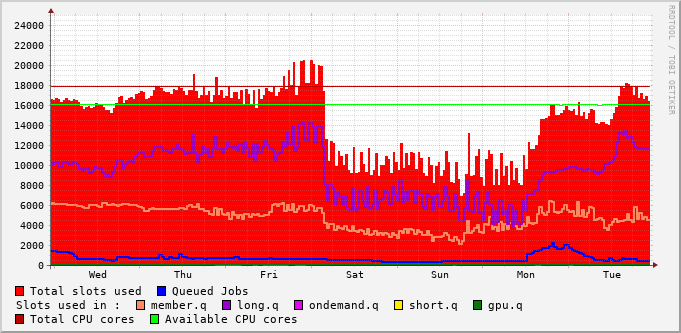 24000
22000
20000
18000
16000
14000
12000
10000
8000
6000
4000
2000
0
Wed Thu Fri Sat Sun Mon Tue
RRDTOOL / TOBI OETIKER
Total slots used Queued Jobs
Slots used in : member.q long.q ondemand.q short.q gpu.q
Total CPU cores Available CPU cores